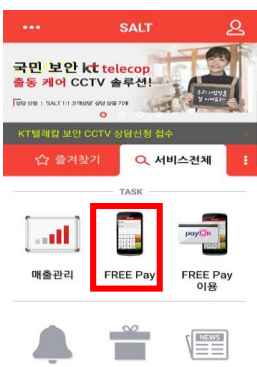 SALT
국민 보안 kt telecop
출동 케어 CCTV 솔루션!
KT텔레캅 보안 CCTV 상담신청 접수
즐겨찾기
서비스전체
TASK
매출관리
FREE Pay
payOn
FREE Pay
이용
NEWS